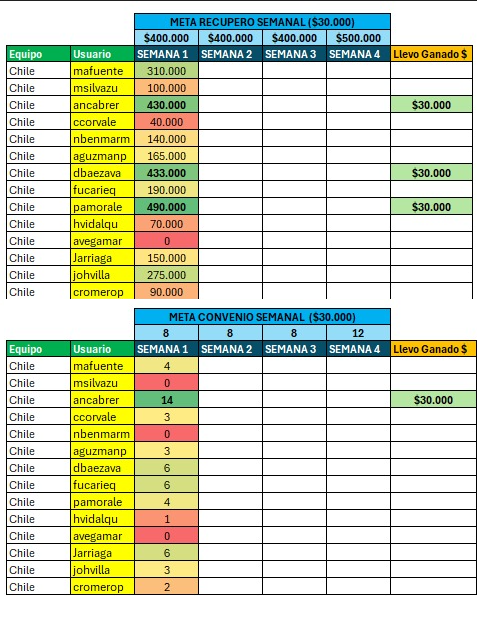 META RECUPERO SEMANAL ($30.000)
$400.000 $400.000 $400.000 $500.000
Equipo Usuario SEMANA 1 SEMANA 2 SEMANA 3 SEMANA 4 Llevo Ganado $
Chile mafuente 310.000
Chile msilvazu 100.000
Chile ancabrer 430.000 $30.000
Chile ccorvale 40.000
Chile nbenmarm 140.000
Chile aguzmanp 165.000
Chile dbaezava 433.000 $30.000
Chile fucarieq 190.000
Chile pamorale 490.000 $30.000
Chile hvidalqu 70.000
Chile avegamar 0
Chile Jarriaga 150.000
Chile johvilla 275.000
Chile cromerop 90.000
META CONVENIO SEMANAL ($30.000)
8 8 8 12
Equipo Usuario SEMANA 1 SEMANA 2 SEMANA 3 SEMANA 4 Llevo Ganado $
Chile mafuente 4
Chile msilvazu 0
Chile ancabrer 14 $30.000
Chile ccorvale 3
Chile nbenmarm 0
Chile aguzmanp 3
Chile dbaezava 6
Chile fucarieq 6
Chile pamorale 4
Chile hvidalqu 1
Chile avegamar 0
Chile Jarriaga 6
Chile johvilla 3
Chile cromerop 2